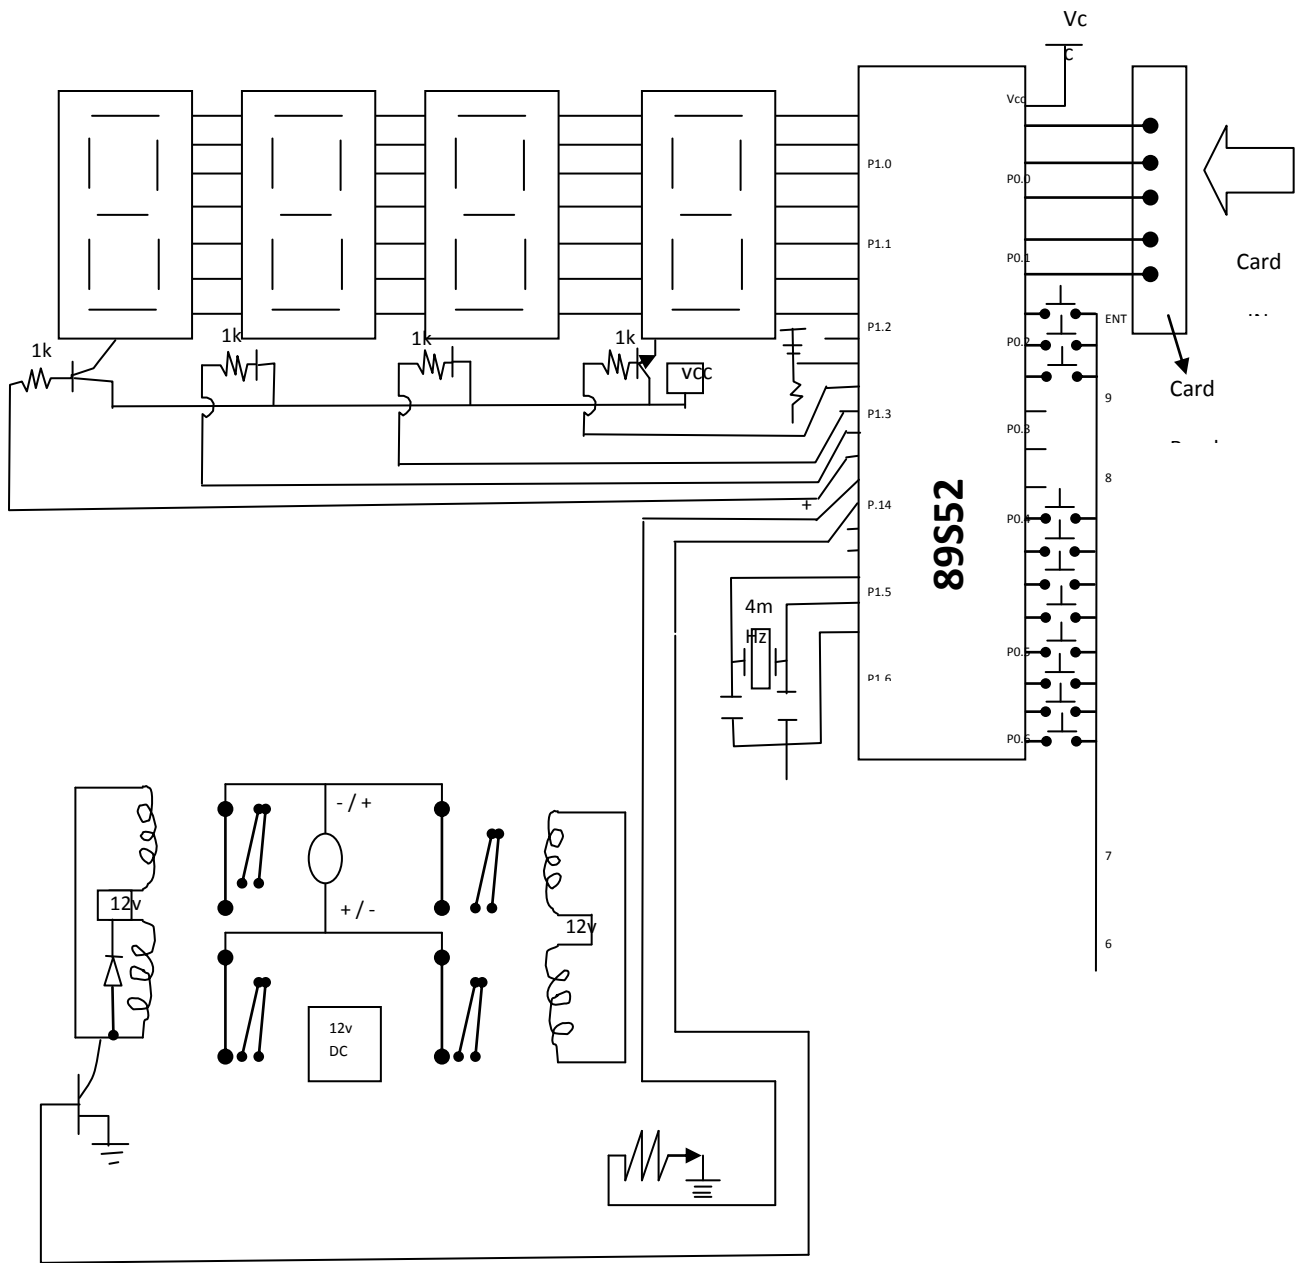 Vc
c
Vcc
P1.0
P0.0
P1.1
P0.1
Card
P1.2
ENT
P0.2
1k
1k
1k
1k
vcc
Card
9
P1.3
P0.3
8
89S52
+
P.14
P0.4
P1.5
4m
Hz
P0.5
P1.6
P0.6
- / +
7
12v
+ / -
12v
6
12v
DC